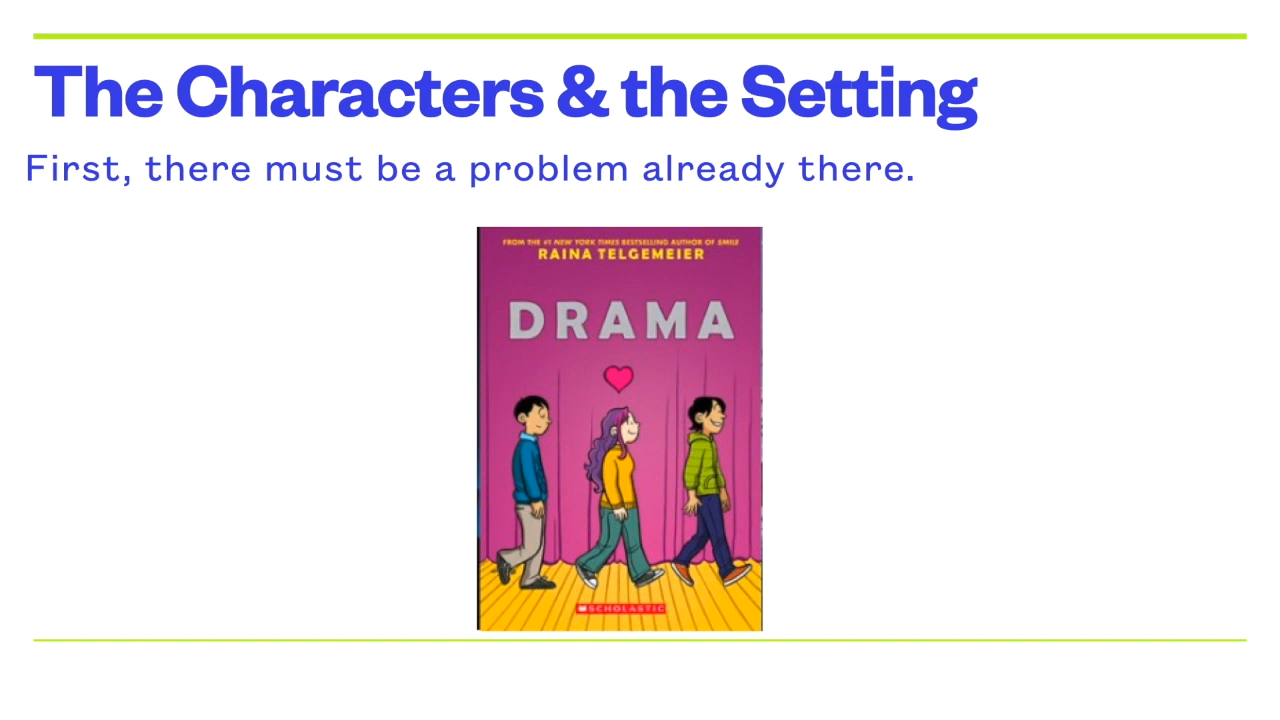 The Characters & the Setting
First, there must be a problem already there.
FROM THE #1 NEW YORK TIMES BESTSELLING AUTHOR OF SMILE
RAINA TELGEMEIER
DRAMA
SCHOLASTIC